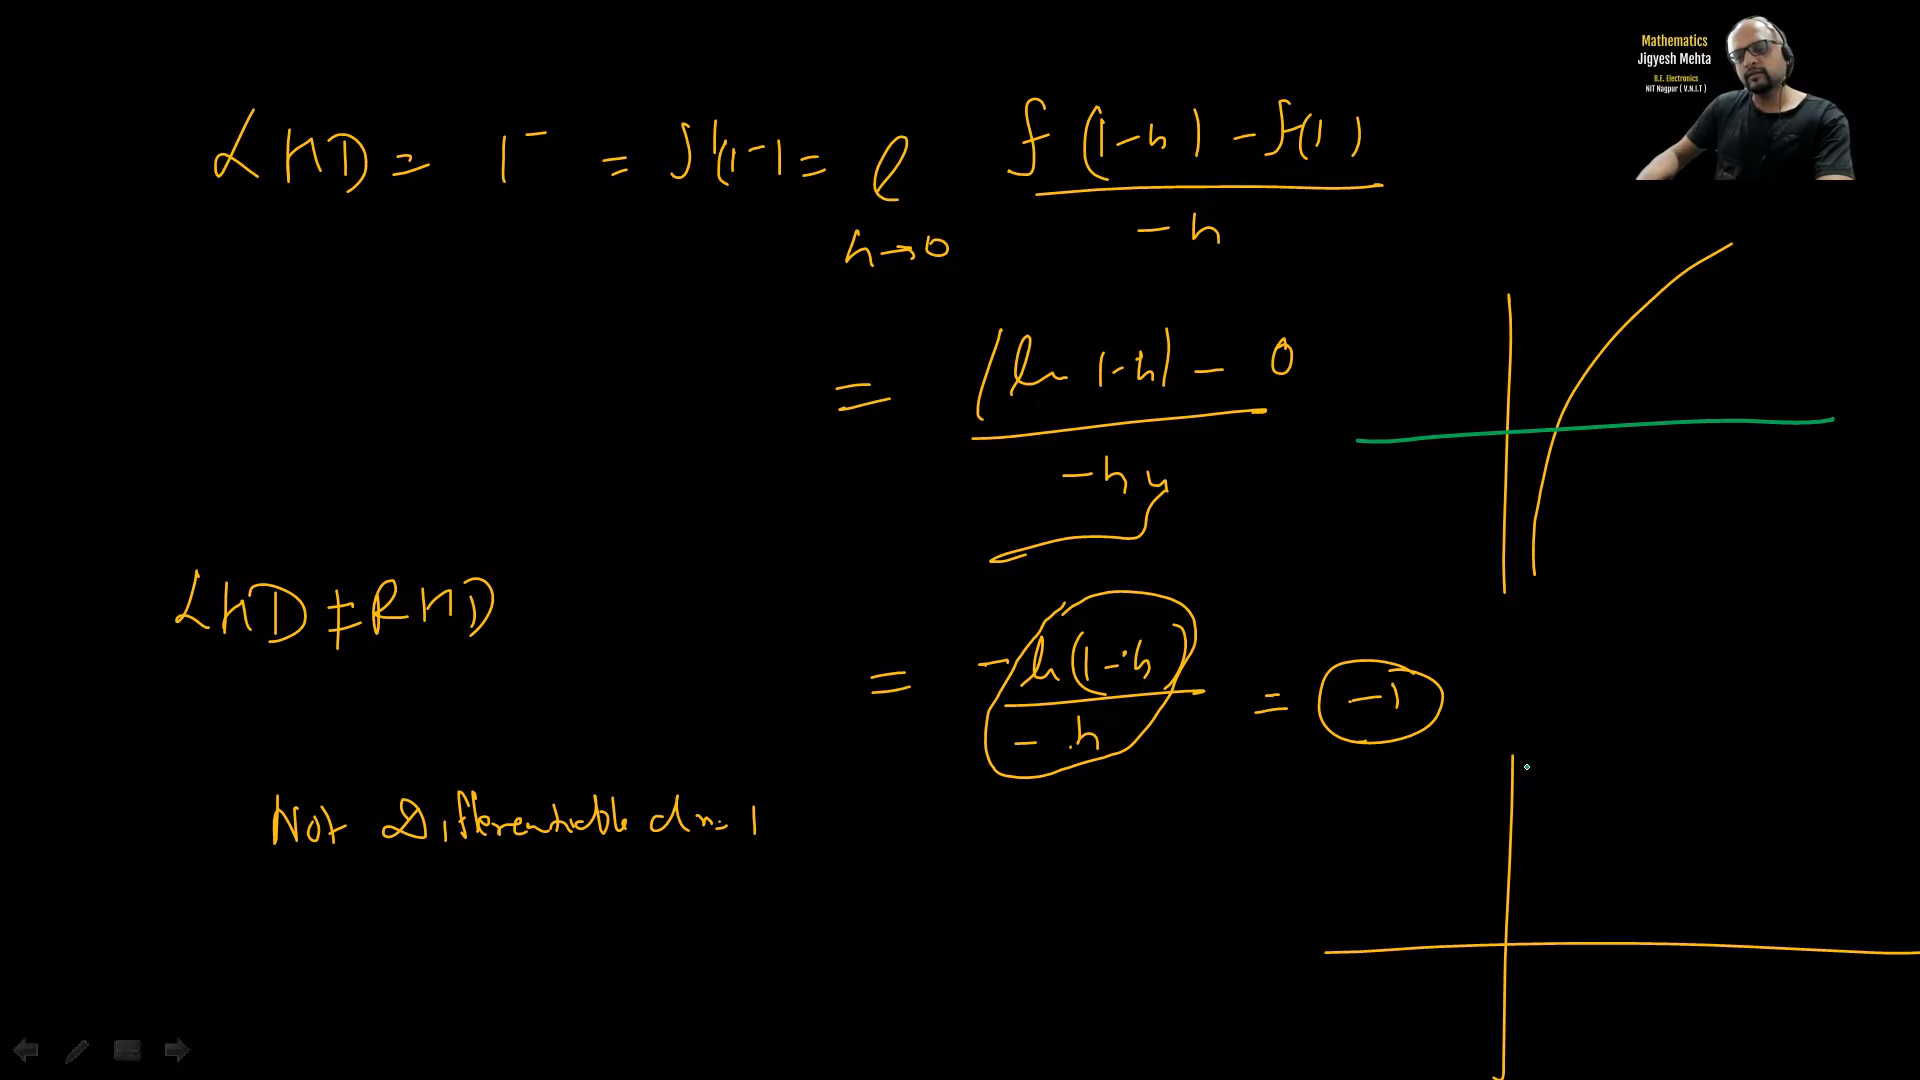 Mathematics
Jigyesh Mehta
B.E. Electronics
NIT Nagpur ( V.N.I.T )
LHD = 1⁻ = f'(1⁻) = l h→0 f(1-h) - f(1) / -h
= |ln 1-h| - 0 / -h
LHD ≠ RHD
= -ln(1-h) / -h = -1
Not Differentiable at x=1